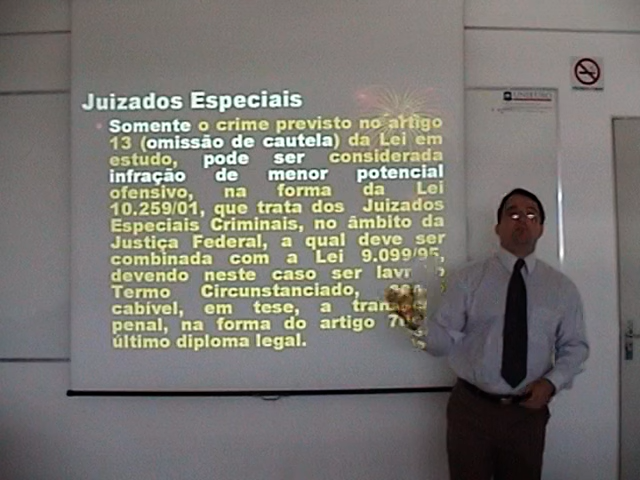 Juizados Especiais
Somente o crime previsto no artigo
13 (omissão de cautela) da Lei em
estudo, pode ser considerada
infração de menor potencial
ofensivo, na forma da Lei
10.259/01, que trata dos Juizados
Especiais Criminais, no âmbito da
Justiça Federal, a qual deve ser
combinada com a Lei 9.099/95,
devendo neste caso ser
Termo Circunstanciado,
cabível, em tese, a
penal, na forma do artigo
último diploma legal.